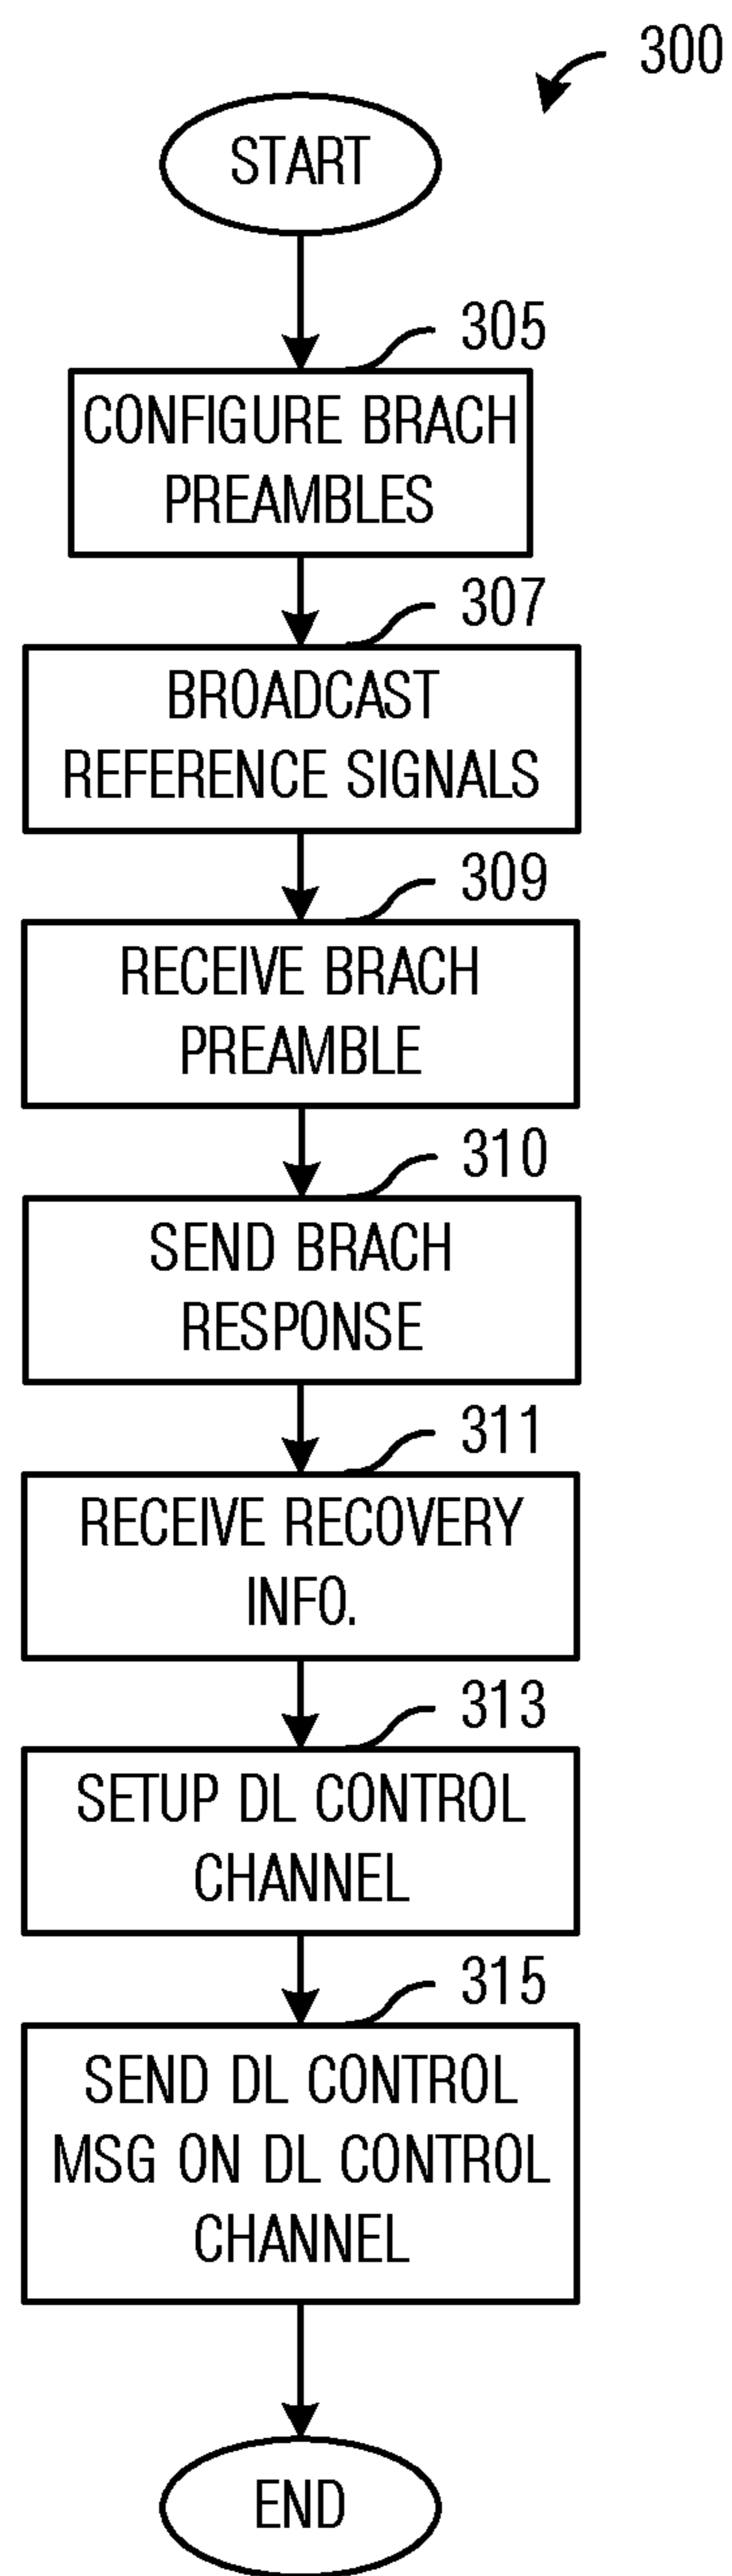 300
START
305
CONFIGURE BRACH
PREAMBLES
307
BROADCAST
REFERENCE SIGNALS
309
RECEIVE BRACH
PREAMBLE
310
SEND BRACH
RESPONSE
311
RECEIVE RECOVERY
INFO.
313
SETUP DL CONTROL
CHANNEL
315
SEND DL CONTROL
MSG ON DL CONTROL
CHANNEL
END